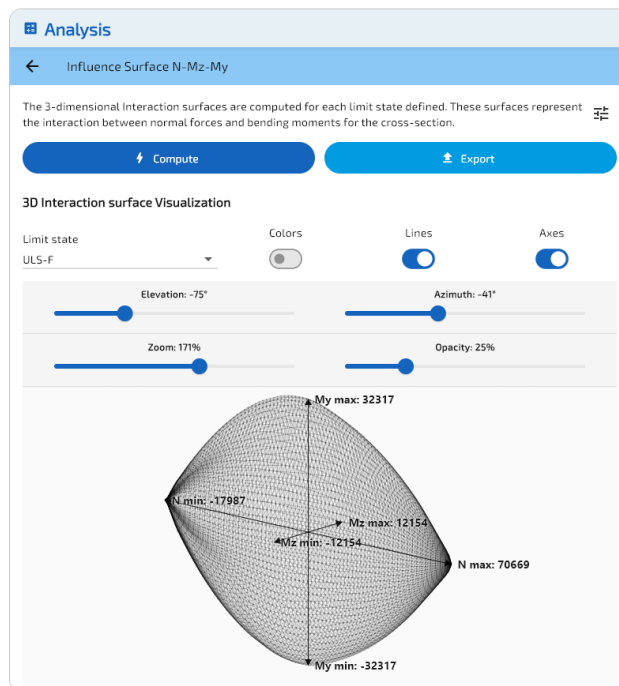 Analysis
Influence Surface N-Mz-My
The 3-dimensional Interaction surfaces are computed for each limit state defined. These surfaces represent
the interaction between normal forces and bending moments for the cross-section.
Compute
Export
3D Interaction surface Visualization
Limit state
ULS-F
Colors
Lines
Axes
Elevation: -75°
Azimuth: -41°
Zoom: 171%
Opacity: 25%
My max: 32317
N min: -17987
Mz max: 12154
Mz min: -12154
N max: 70669
My min: -32317